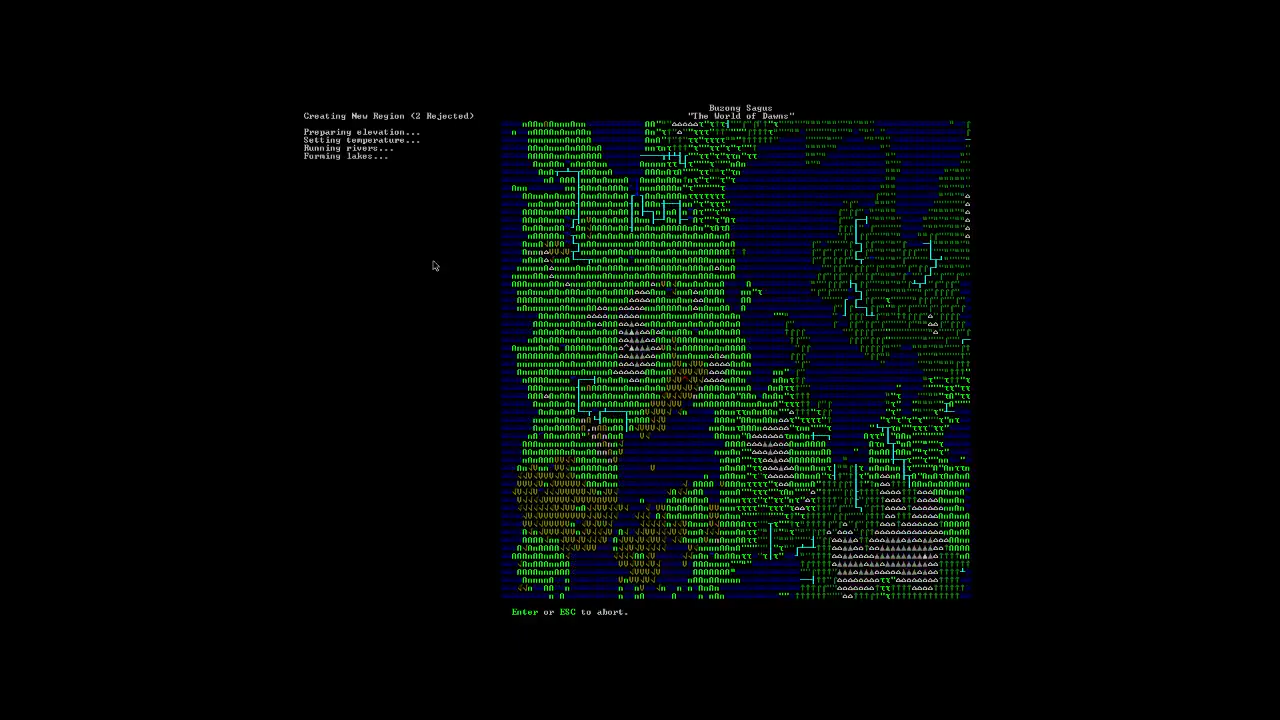 Creating New Region (2 Rejected)
Preparing elevation...
Setting temperature...
Running rivers...
Forming lakes...
Buzong Sagus
"The World of Dawns"
Enter or ESC to abort.